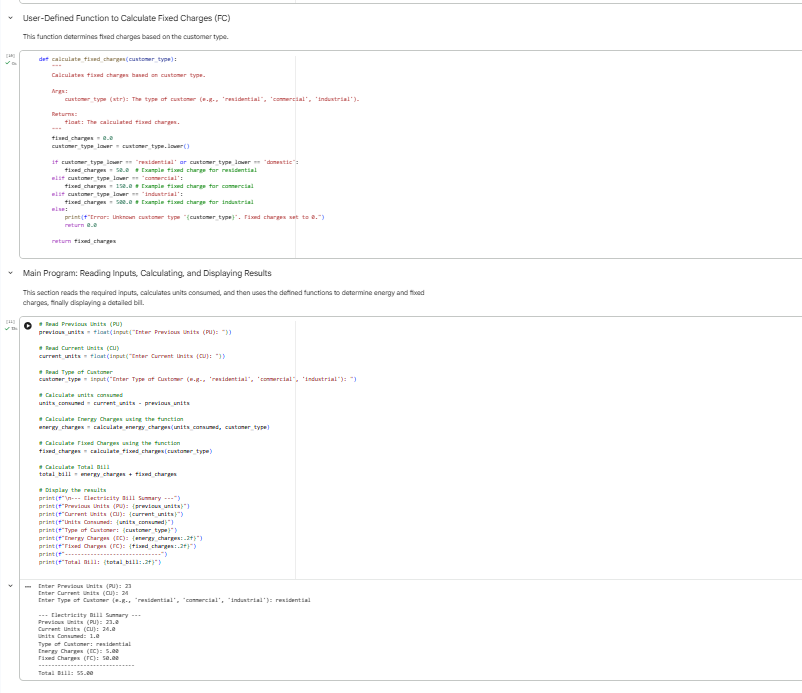 User-Defined Function to Calculate Fixed Charges (FC)
This function determines fixed charges based on the customer type.
def calculate_fixed_charges(customer_type):
"""
Calculates fixed charges based on customer type.
Args:
customer_type (str): The type of customer (e.g., 'residential', 'commercial', 'industrial').
Returns:
float: The calculated fixed charges.
"""
fixed_charges = 0.0
customer_type_lower = customer_type.lower()
if customer_type_lower == 'residential' or customer_type_lower == 'domestic':
fixed_charges = 50.0 # Example fixed charge for residential
elif customer_type_lower == 'commercial':
fixed_charges = 150.0 # Example fixed charge for commercial
elif customer_type_lower == 'industrial':
fixed_charges = 500.0 # Example fixed charge for industrial
else:
print(f"Error: Unknown customer type '{customer_type}'. Fixed charges set to 0.")
return 0.0
return fixed_charges
Main Program: Reading Inputs, Calculating, and Displaying Results
This section reads the required inputs, calculates units consumed, and then uses the defined functions to determine energy and fixed
charges, finally displaying a detailed bill.
# Read Previous Units (PU)
previous_units = float(input("Enter Previous Units (PU): "))
# Read Current Units (CU)
current_units = float(input("Enter Current Units (CU): "))
# Read Type of Customer
customer_type = input("Enter Type of Customer (e.g., 'residential', 'commercial', 'industrial'): ")
# Calculate units consumed
units_consumed = current_units - previous_units
# Calculate Energy Charges using the function
energy_charges = calculate_energy_charges(units_consumed, customer_type)
# Calculate Fixed Charges using the function
fixed_charges = calculate_fixed_charges(customer_type)
# Calculate Total Bill
total_bill = energy_charges + fixed_charges
# Display the results
print(f"\n--- Electricity Bill Summary ---")
print(f"Previous Units (PU): {previous_units}")
print(f"Current Units (CU): {current_units}")
print(f"Units Consumed: {units_consumed}")
print(f"Type of Customer: {customer_type}")
print(f"Energy Charges (EC): {energy_charges:.2f}")
print(f"Fixed Charges (FC): {fixed_charges:.2f}")
print(f"-----------------------------")
print(f"Total Bill: {total_bill:.2f}")
Enter Previous Units (PU): 23
Enter Current Units (CU): 24
Enter Type of Customer (e.g., 'residential', 'commercial', 'industrial'): residential
--- Electricity Bill Summary ---
Previous Units (PU): 23.0
Current Units (CU): 24.0
Units Consumed: 1.0
Type of Customer: residential
Energy Charges (EC): 5.00
Fixed Charges (FC): 50.00
-----------------------------
Total Bill: 55.00